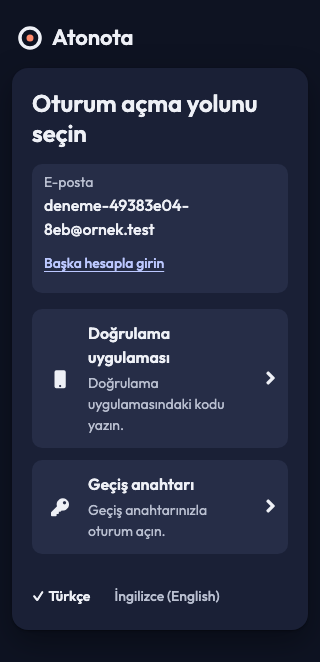 Atonota
Oturum açma yolunu
seçin
E-posta
deneme-49383e04-
8eb@ornek.test
Başka hesapla girin
Doğrulama
uygulaması
Doğrulama
uygulamasındaki kodu
yazın.
Geçiş anahtarı
Geçiş anahtarınızla
oturum açın.
Türkçe İngilizce (English)